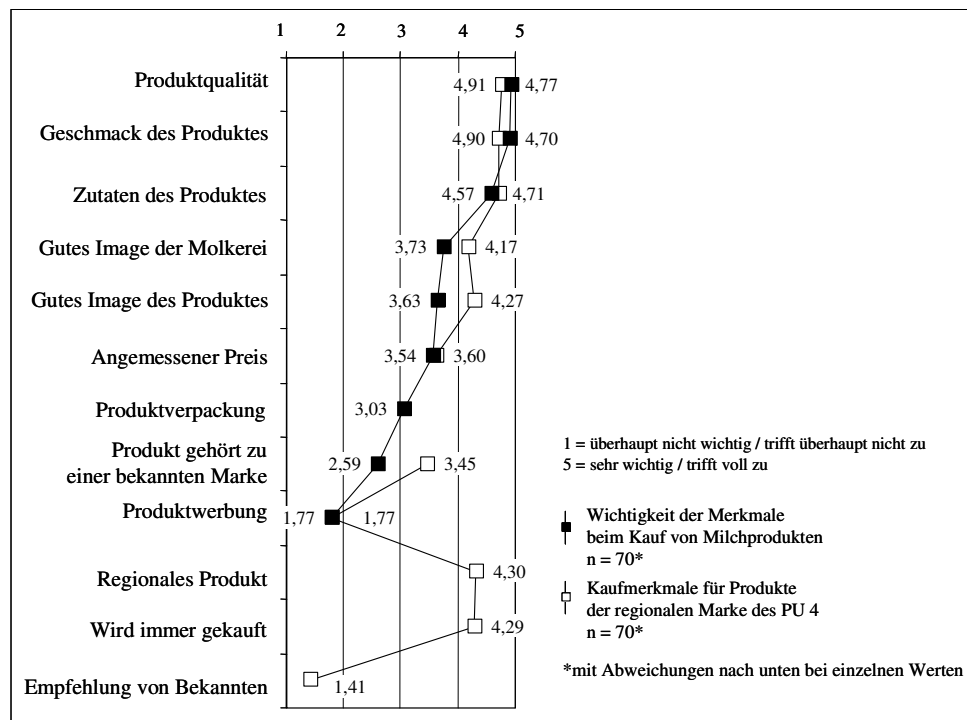 1 2 3 4 5
Produktqualität
4,91 4,77
Geschmack des Produktes
4,90 4,70
Zutaten des Produktes
4,57 4,71
Gutes Image der Molkerei
3,73 4,17
Gutes Image des Produktes
3,63 4,27
Angemessener Preis
3,54 3,60
Produktverpackung
3,03
Produkt gehört zu
einer bekannten Marke
2,59 3,45
Produktwerbung
1,77 1,77
Regionales Produkt
4,30
Wird immer gekauft
4,29
Empfehlung von Bekannten
1,41
1 = überhaupt nicht wichtig / trifft überhaupt nicht zu
5 = sehr wichtig / trifft voll zu
Wichtigkeit der Merkmale
beim Kauf von Milchprodukten
n = 70*
Kaufmerkmale für Produkte
der regionalen Marke des PU 4
n = 70*
*mit Abweichungen nach unten bei einzelnen Werten